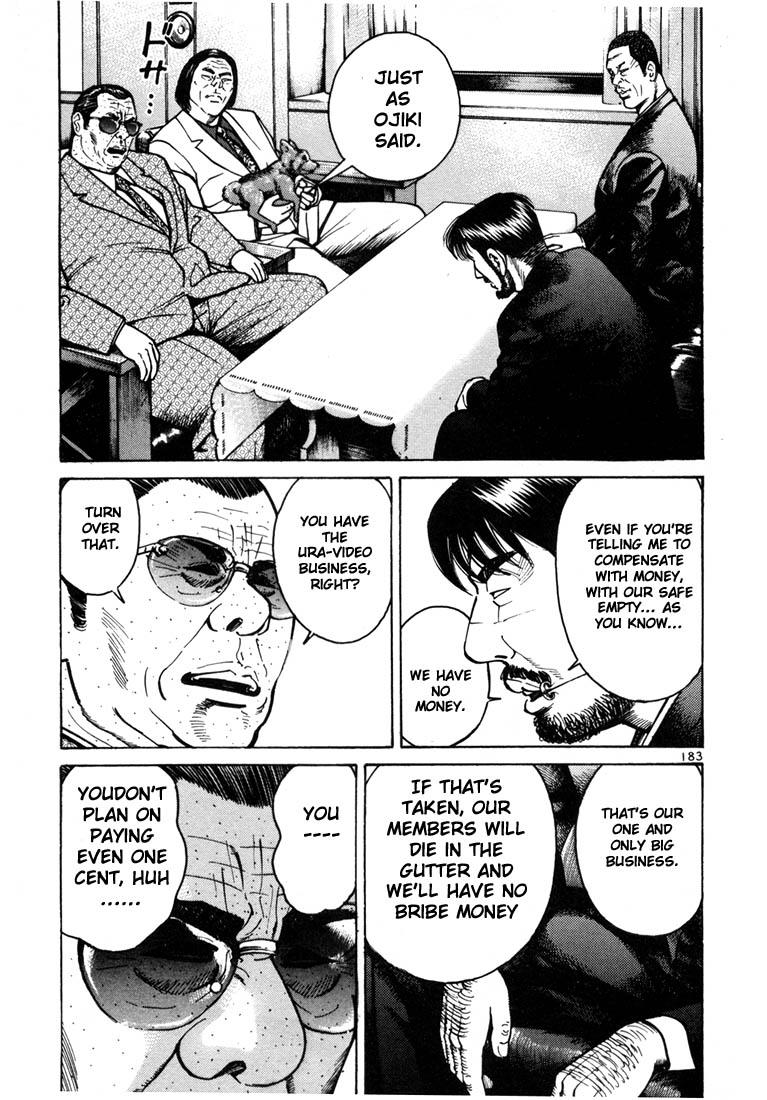 ドサ…
JUST
AS
OJIKI
SAID.
EVEN IF YOU'RE
TELLING ME TO
COMPENSATE
WITH MONEY,
WITH OUR SAFE
EMPTY... AS
YOU KNOW...
WE HAVE
NO
MONEY.
YOU HAVE
THE
URA-VIDEO
BUSINESS,
RIGHT?
TURN
OVER
THAT.
183
THAT'S OUR
ONE AND
ONLY BIG
BUSINESS.
IF THAT'S
TAKEN, OUR
MEMBERS WILL
DIE IN THE
GUTTER AND
WE'LL HAVE NO
BRIBE MONEY
YOU
----
YOUDON'T
PLAN ON
PAYING
EVEN ONE
CENT, HUH
......